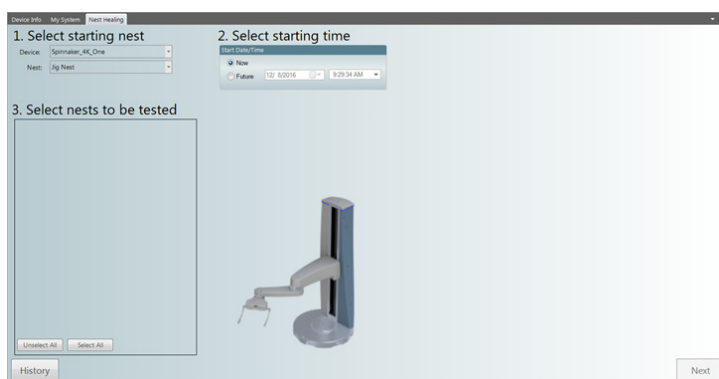 Device Info My System Nest Healing
1. Select starting nest
Device: Spinnaker_4K_One
Nest: Jig Nest
2. Select starting time
Start Date/Time
Now
Future 12/ 8/2016 9:29:34 AM
3. Select nests to be tested
Unselect All Select All
History
Next